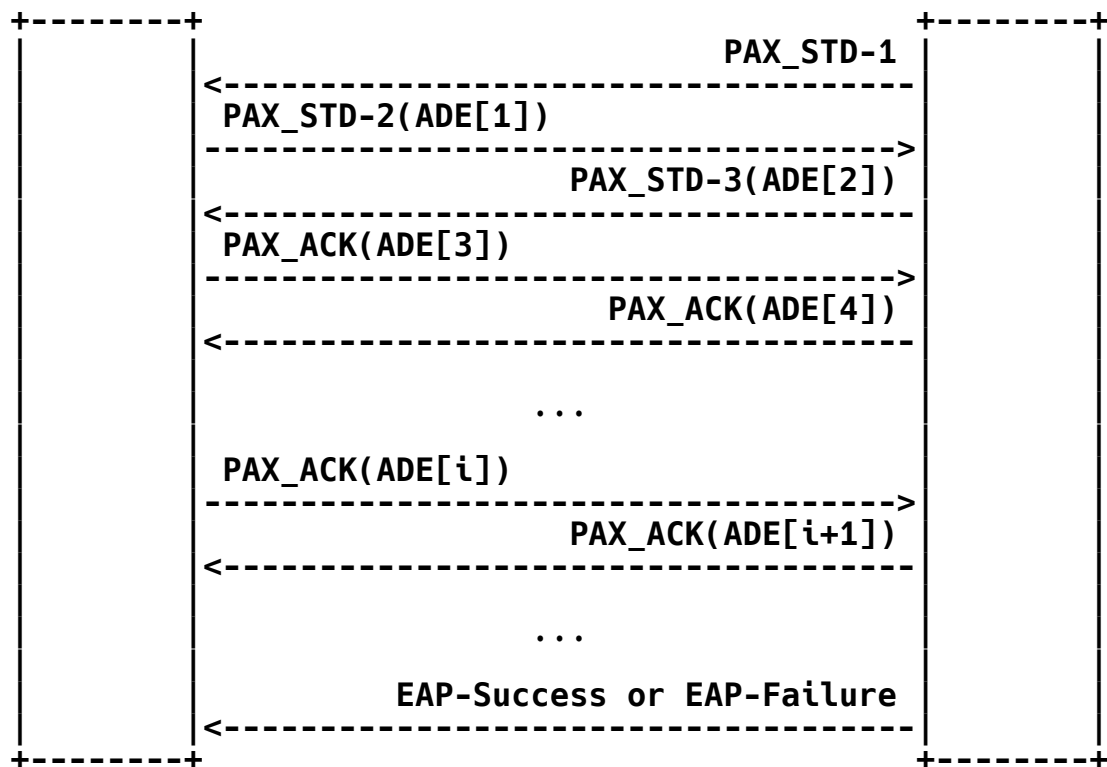 +--------+                                     +--------+
|        |                          PAX_STD-1  |        |
|        |<------------------------------------|        |
|        | PAX_STD-2(ADE[1])                   |        |
|        |------------------------------------>|        |
|        |                  PAX_STD-3(ADE[2])  |        |
|        |<------------------------------------|        |
|        | PAX_ACK(ADE[3])                     |        |
|        |------------------------------------>|        |
|        |                    PAX_ACK(ADE[4])  |        |
|        |<------------------------------------|        |
|        |                                     |        |
|        |                 ...                 |        |
|        |                                     |        |
|        | PAX_ACK(ADE[i])                     |        |
|        |------------------------------------>|        |
|        |                  PAX_ACK(ADE[i+1])  |        |
|        |<------------------------------------|        |
|        |                                     |        |
|        |                 ...                 |        |
|        |                                     |        |
|        |         EAP-Success or EAP-Failure  |        |
|        |<------------------------------------|        |
+--------+                                     +--------+